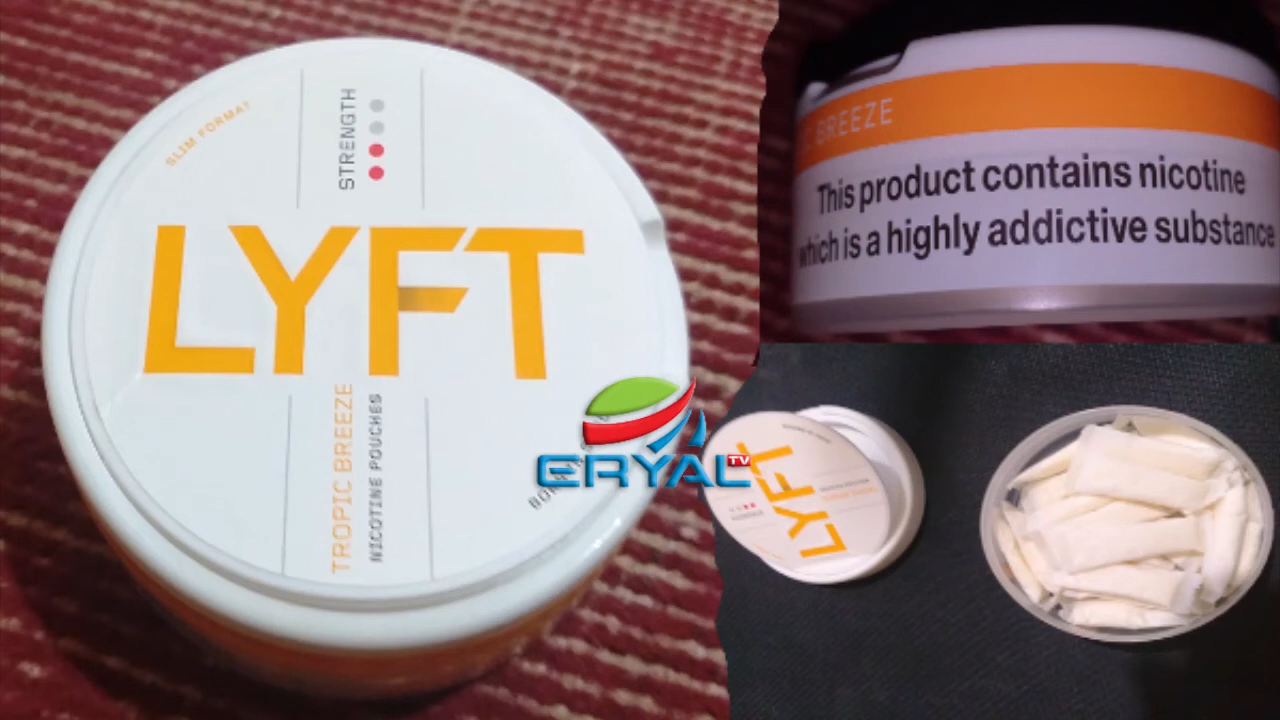 SLIM FORMAT
STRENGTH
LYFT
TROPIC BREEZE
NICOTINE POUCHES
BREEZE
This product contains nicotine
which is a highly addictive substance
ERYAL TV
LYFT